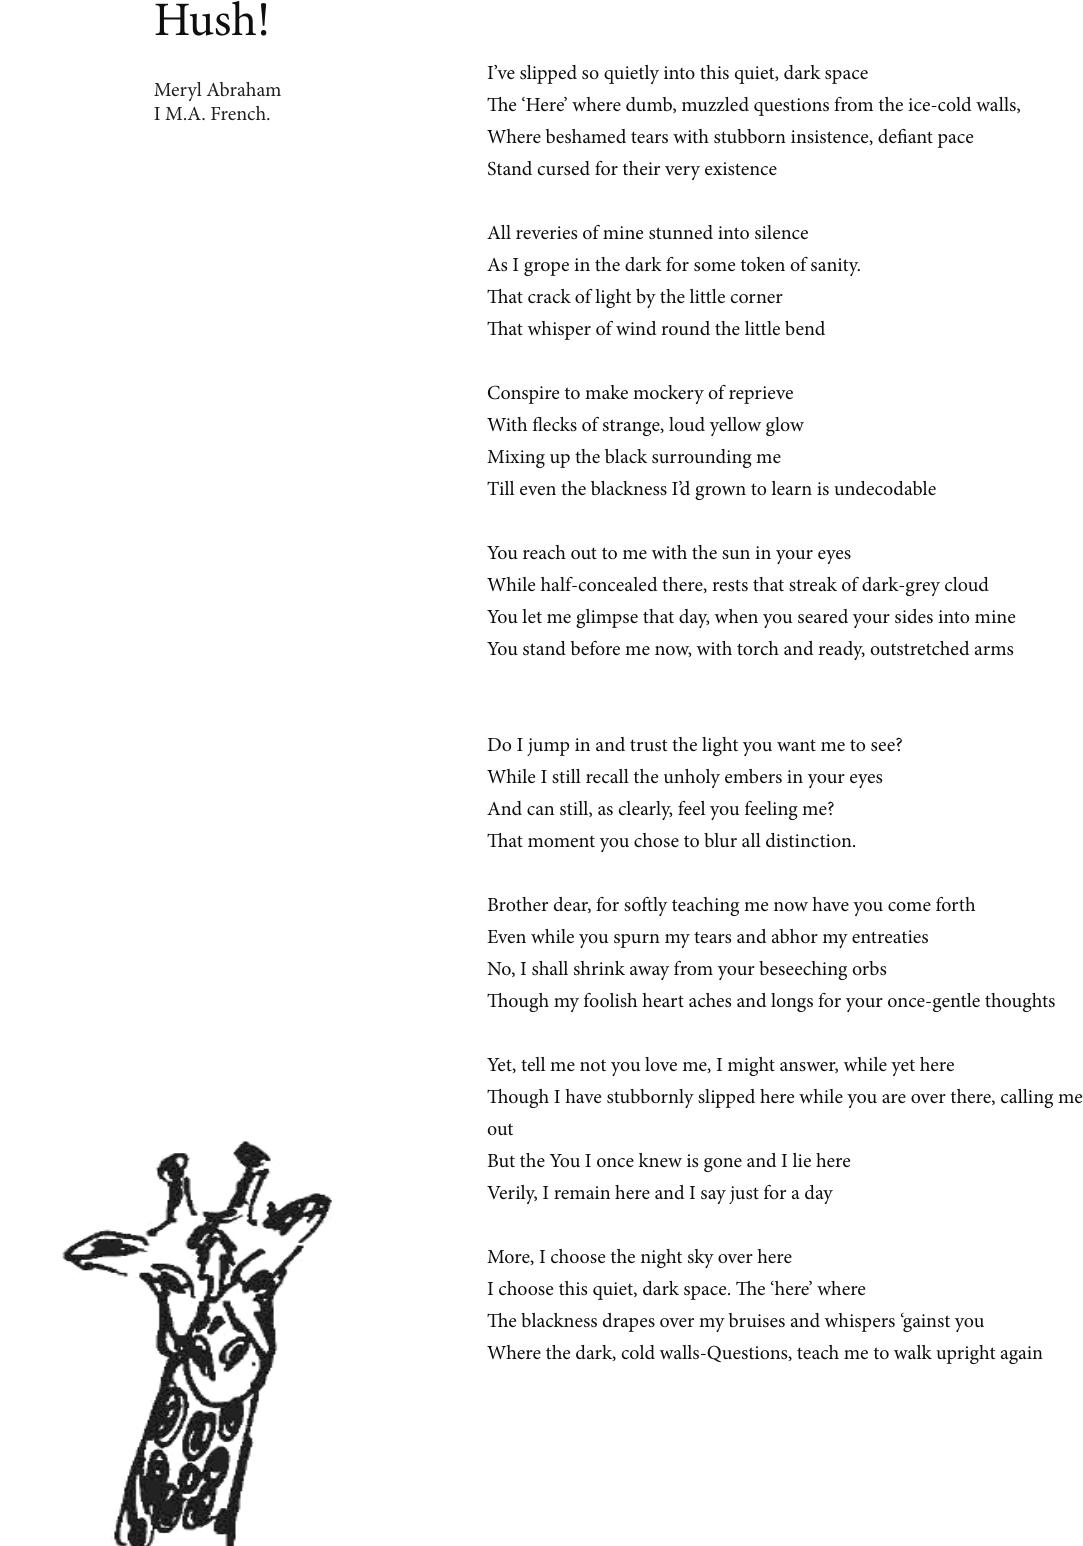 Hush!
Meryl Abraham
I M.A. French.
I’ve slipped so quietly into this quiet, dark space
The ‘Here’ where dumb, muzzled questions from the ice-cold walls,
Where beshamed tears with stubborn insistence, defiant pace
Stand cursed for their very existence
All reveries of mine stunned into silence
As I grope in the dark for some token of sanity.
That crack of light by the little corner
That whisper of wind round the little bend
Conspire to make mockery of reprieve
With flecks of strange, loud yellow glow
Mixing up the black surrounding me
Till even the blackness I’d grown to learn is undecodable
You reach out to me with the sun in your eyes
While half-concealed there, rests that streak of dark-grey cloud
You let me glimpse that day, when you seared your sides into mine
You stand before me now, with torch and ready, outstretched arms
Do I jump in and trust the light you want me to see?
While I still recall the unholy embers in your eyes
And can still, as clearly, feel you feeling me?
That moment you chose to blur all distinction.
Brother dear, for softly teaching me now have you come forth
Even while you spurn my tears and abhor my entreaties
No, I shall shrink away from your beseeching orbs
Though my foolish heart aches and longs for your once-gentle thoughts
Yet, tell me not you love me, I might answer, while yet here
Though I have stubbornly slipped here while you are over there, calling me
out
But the You I once knew is gone and I lie here
Verily, I remain here and I say just for a day
More, I choose the night sky over here
I choose this quiet, dark space. The ‘here’ where
The blackness drapes over my bruises and whispers ‘gainst you
Where the dark, cold walls-Questions, teach me to walk upright again